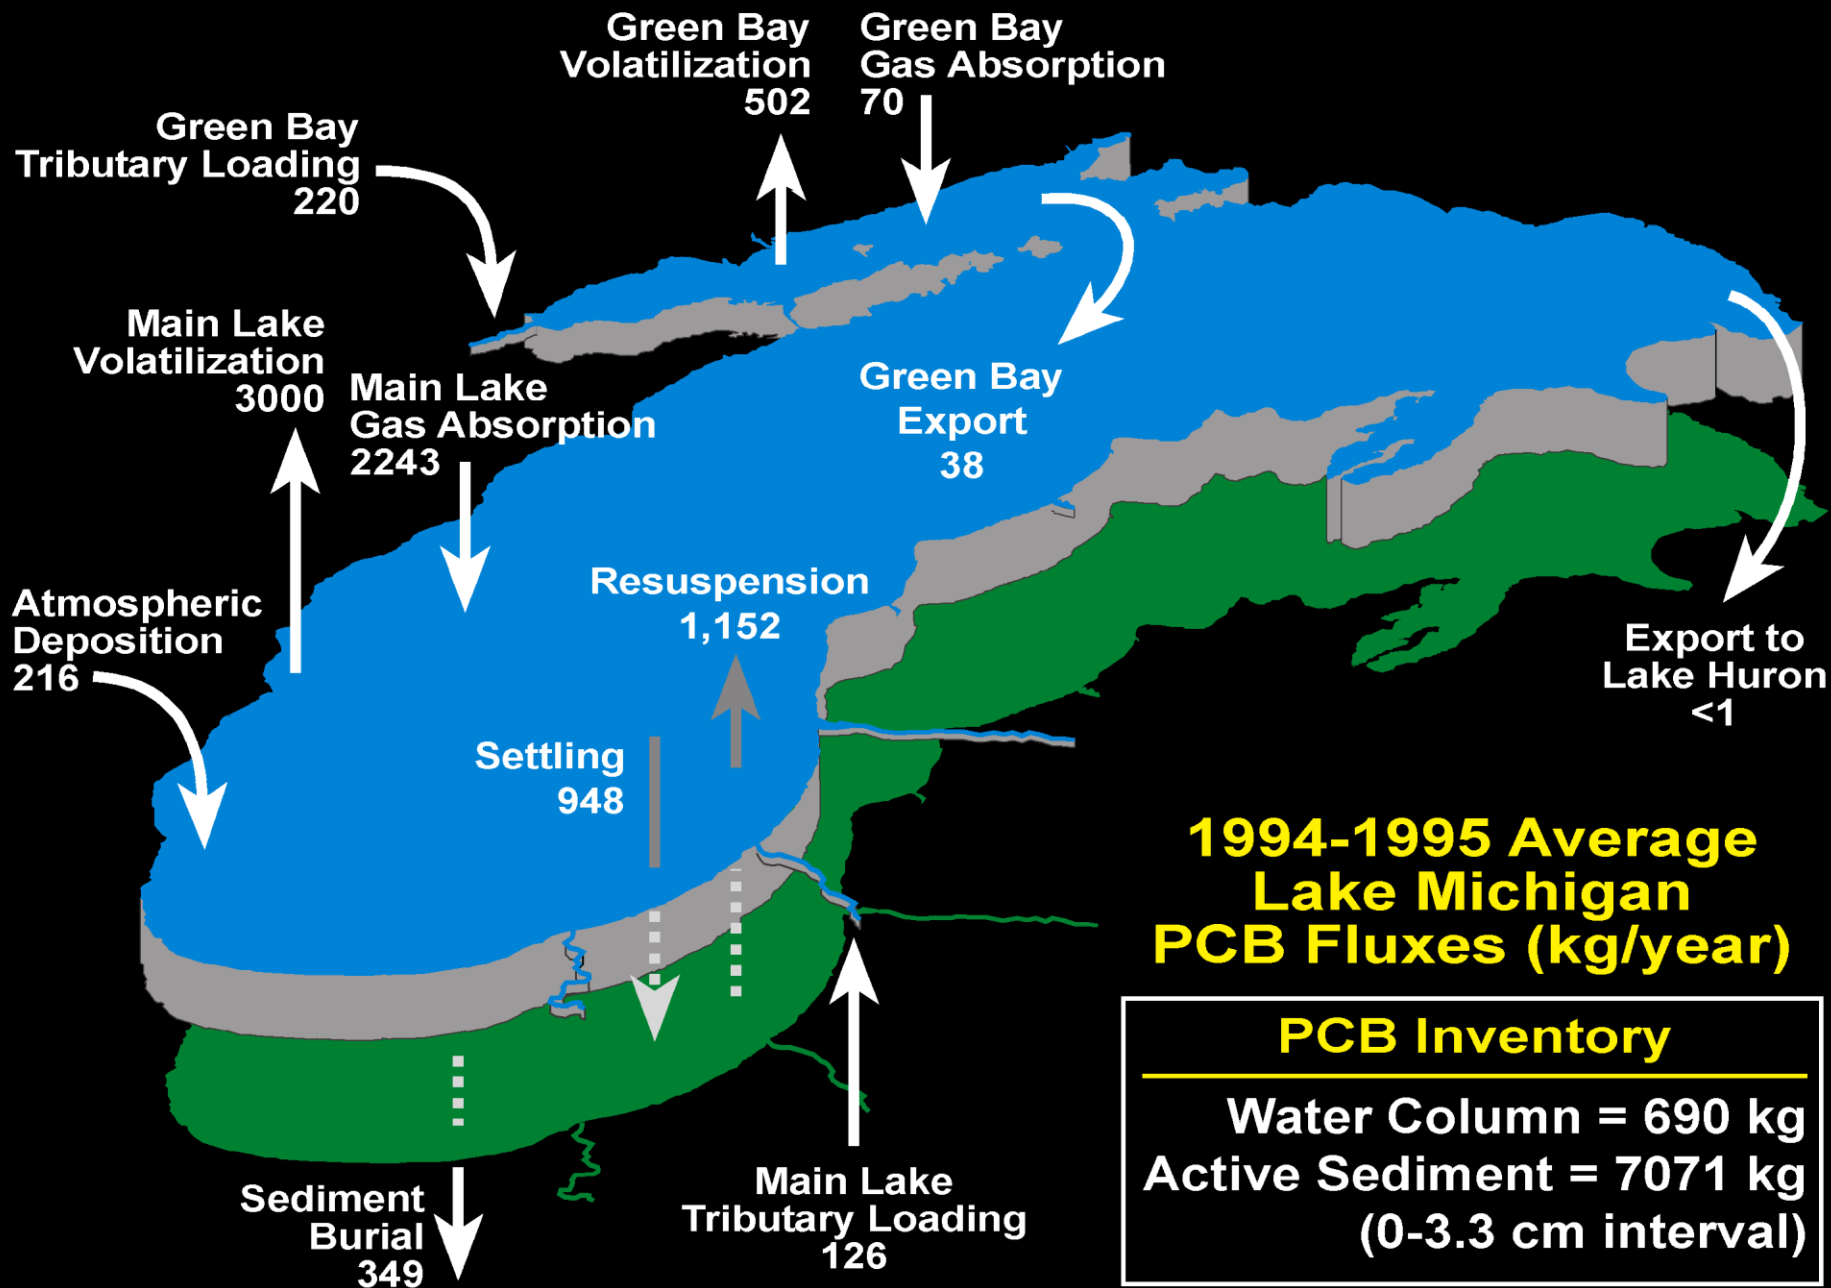 Green Bay
Volatilization
502
Green Bay
Gas Absorption
70
Green Bay
Tributary Loading
220
Main Lake
Volatilization
3000
Main Lake
Gas Absorption
2243
Green Bay
Export
38
Atmospheric
Deposition
216
Resuspension
1,152
Settling
948
Export to
Lake Huron
<1
1994-1995 Average
Lake Michigan
PCB Fluxes (kg/year)
PCB Inventory
Water Column = 690 kg
Active Sediment = 7071 kg
(0-3.3 cm interval)
Sediment
Burial
349
Main Lake
Tributary Loading
126